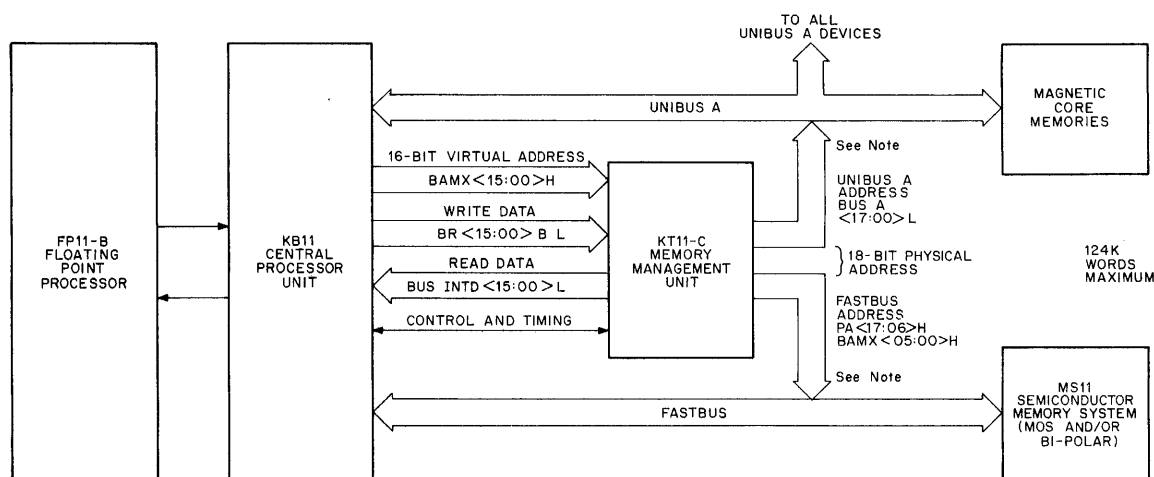 TO ALL
UNIBUS A DEVICES
FP11-B
FLOATING
POINT
PROCESSOR
KB11
CENTRAL
PROCESSOR
UNIT
UNIBUS A
MAGNETIC
CORE
MEMORIES
16-BIT VIRTUAL ADDRESS
BAMX<15:00>H
WRITE DATA
BR<15:00> B L
READ DATA
BUS INTD<15:00>L
CONTROL AND TIMING
KT11-C
MEMORY
MANAGEMENT
UNIT
See Note
UNIBUS A
ADDRESS
BUS A
<17:00>L
18-BIT PHYSICAL
ADDRESS
FASTBUS
ADDRESS
PA<17:06>H
BAMX<05:00>H
See Note
124K
WORDS
MAXIMUM
FASTBUS
MS11
SEMICONDUCTOR
MEMORY SYSTEM
(MOS AND/OR
BI-POLAR)